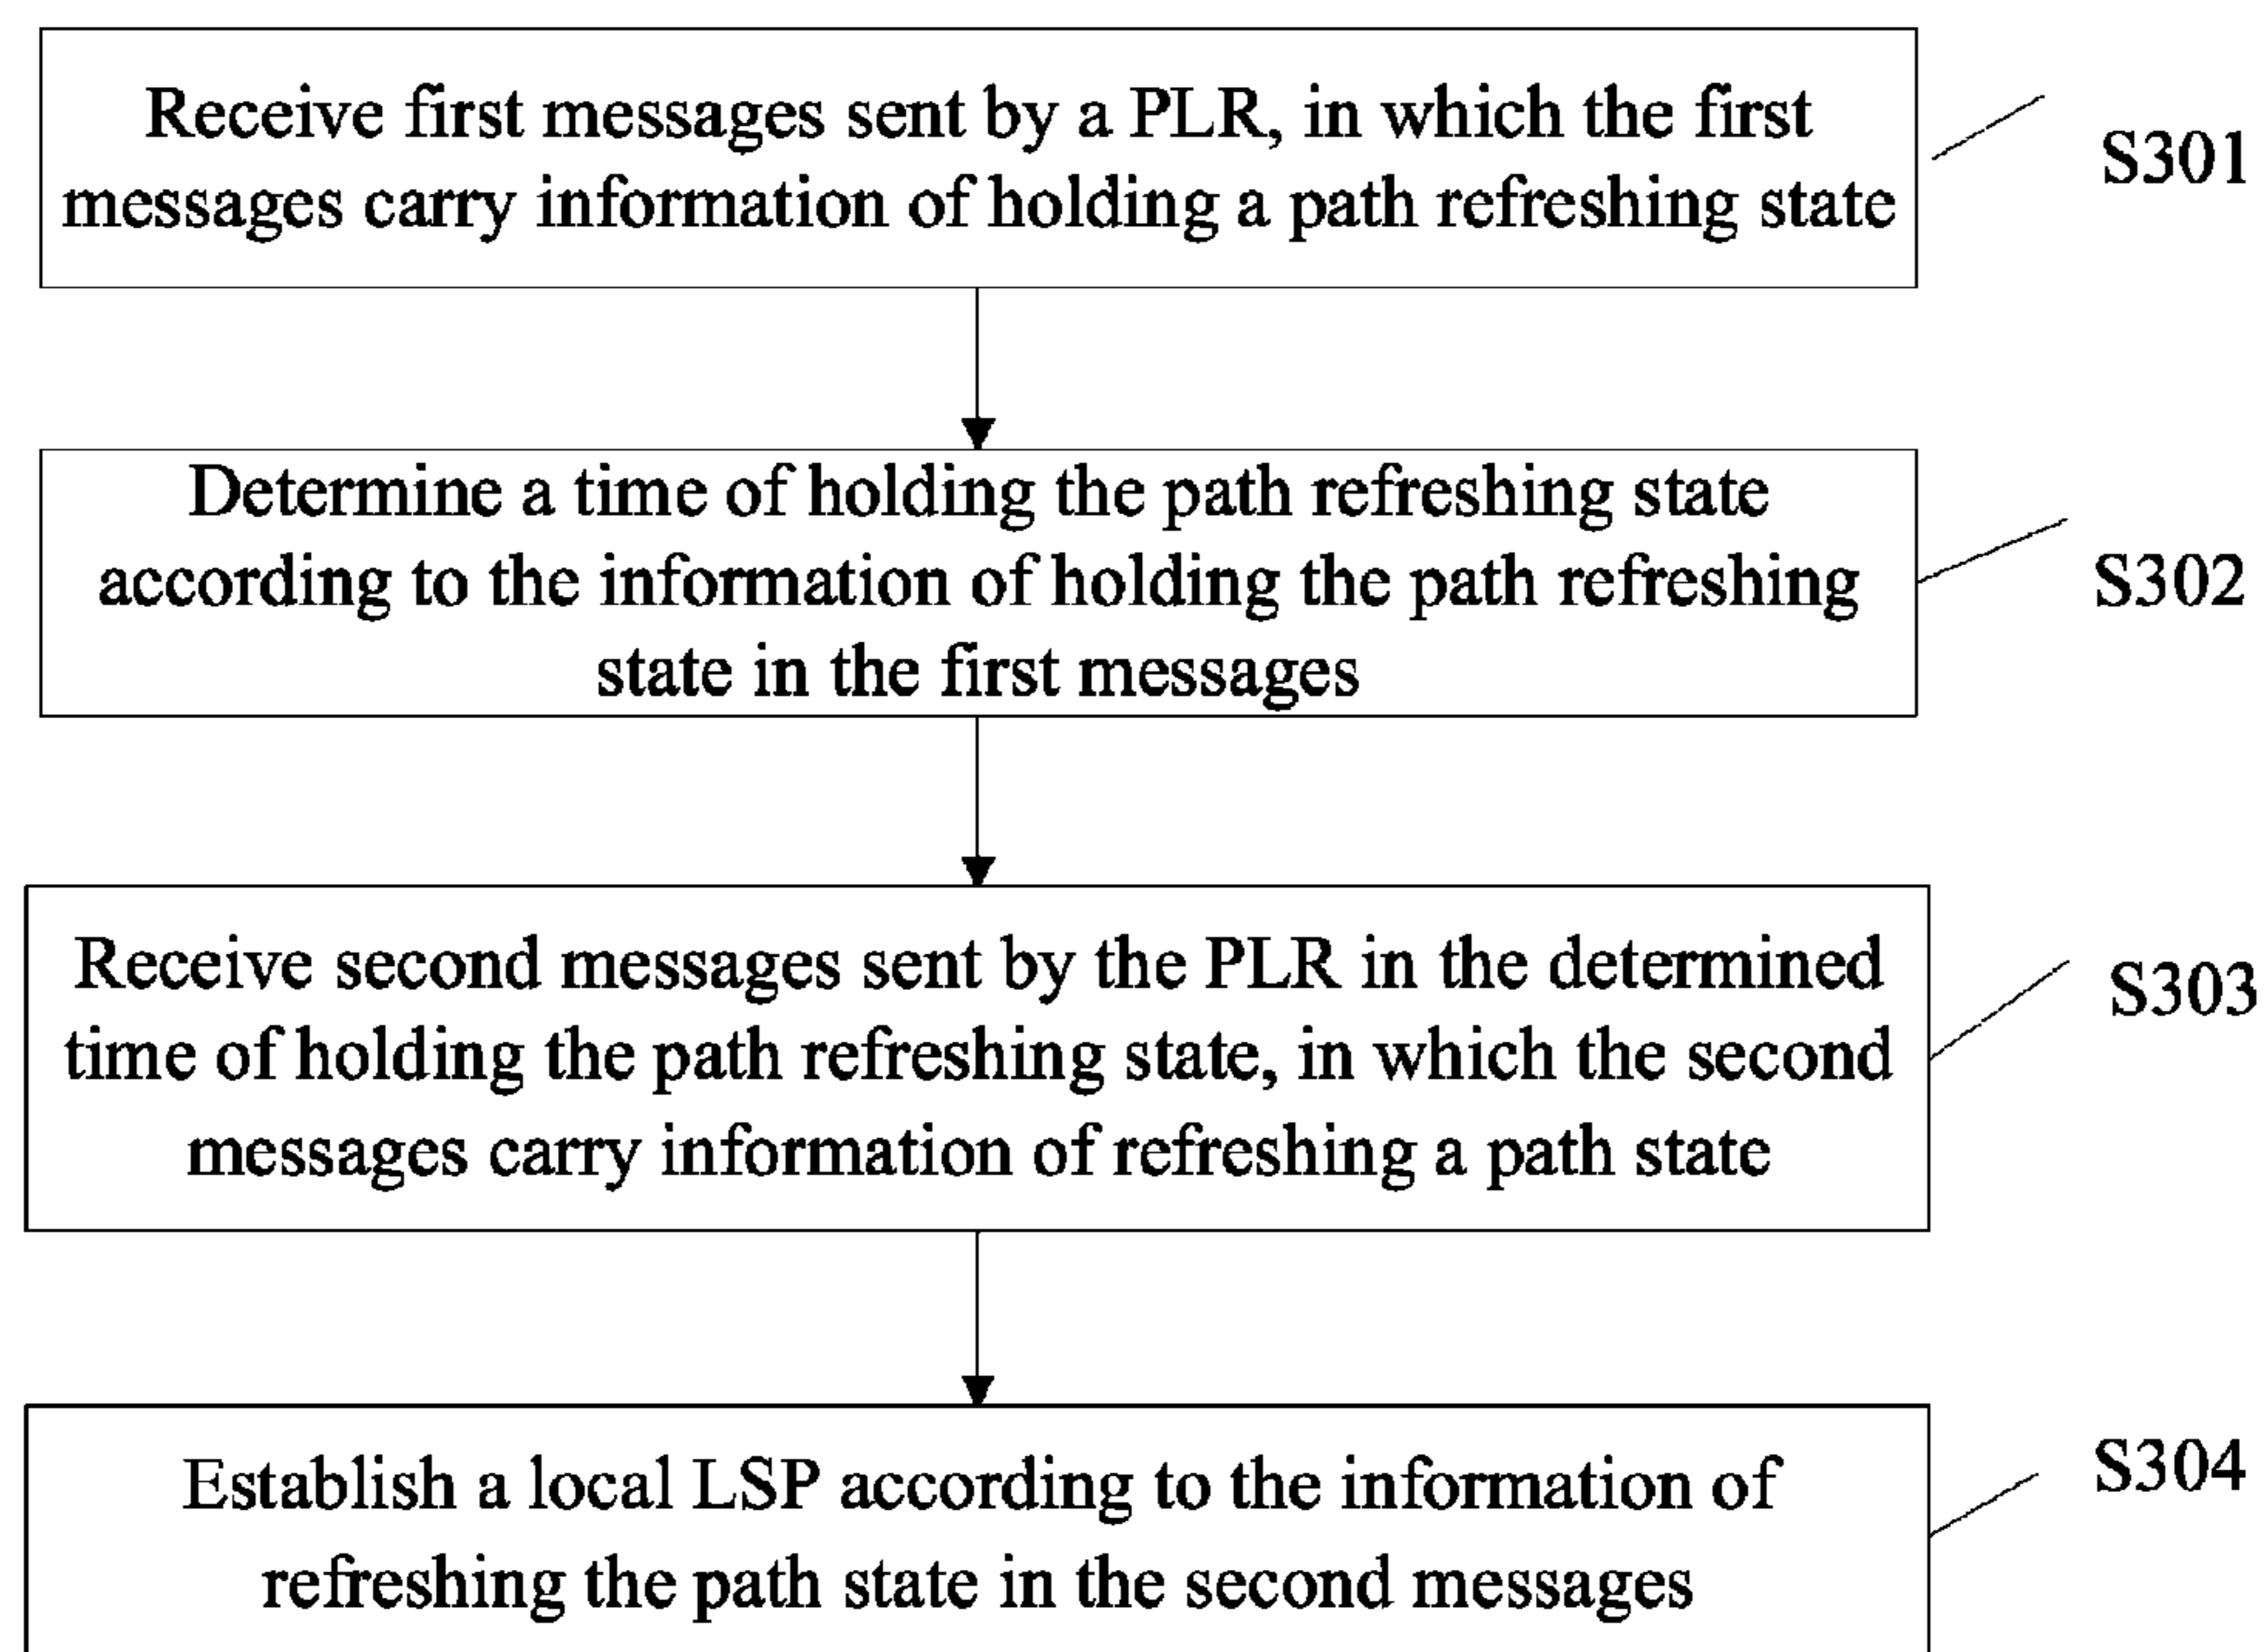 Receive first messages sent by a PLR, in which the first
messages carry information of holding a path refreshing state
S301
Determine a time of holding the path refreshing state
according to the information of holding the path refreshing
state in the first messages
S302
Receive second messages sent by the PLR in the determined
time of holding the path refreshing state, in which the second
messages carry information of refreshing a path state
S303
Establish a local LSP according to the information of
refreshing the path state in the second messages
S304